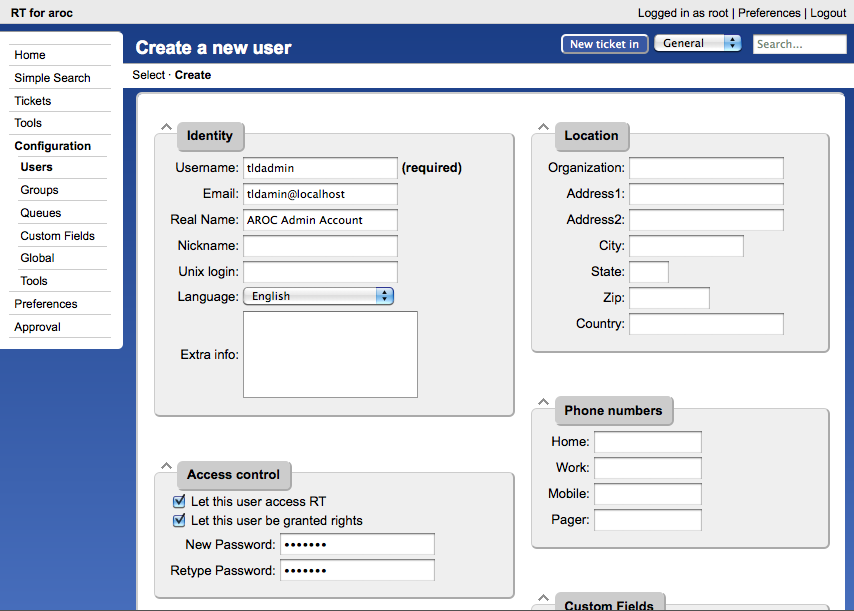 RT for aroc
Logged in as root | Preferences | Logout
Home
Simple Search
Tickets
Tools
Configuration
Users
Groups
Queues
Custom Fields
Global
Tools
Preferences
Approval
Create a new user
New ticket in
General
Search...
Select · Create
Identity
Username: tldadmin (required)
Email: tldamin@localhost
Real Name: AROC Admin Account
Nickname:
Unix login:
Language: English
Extra info:
Access control
Let this user access RT
Let this user be granted rights
New Password: •••••••
Retype Password: •••••••
Location
Organization:
Address1:
Address2:
City:
State:
Zip:
Country:
Phone numbers
Home:
Work:
Mobile:
Pager:
Custom Fields